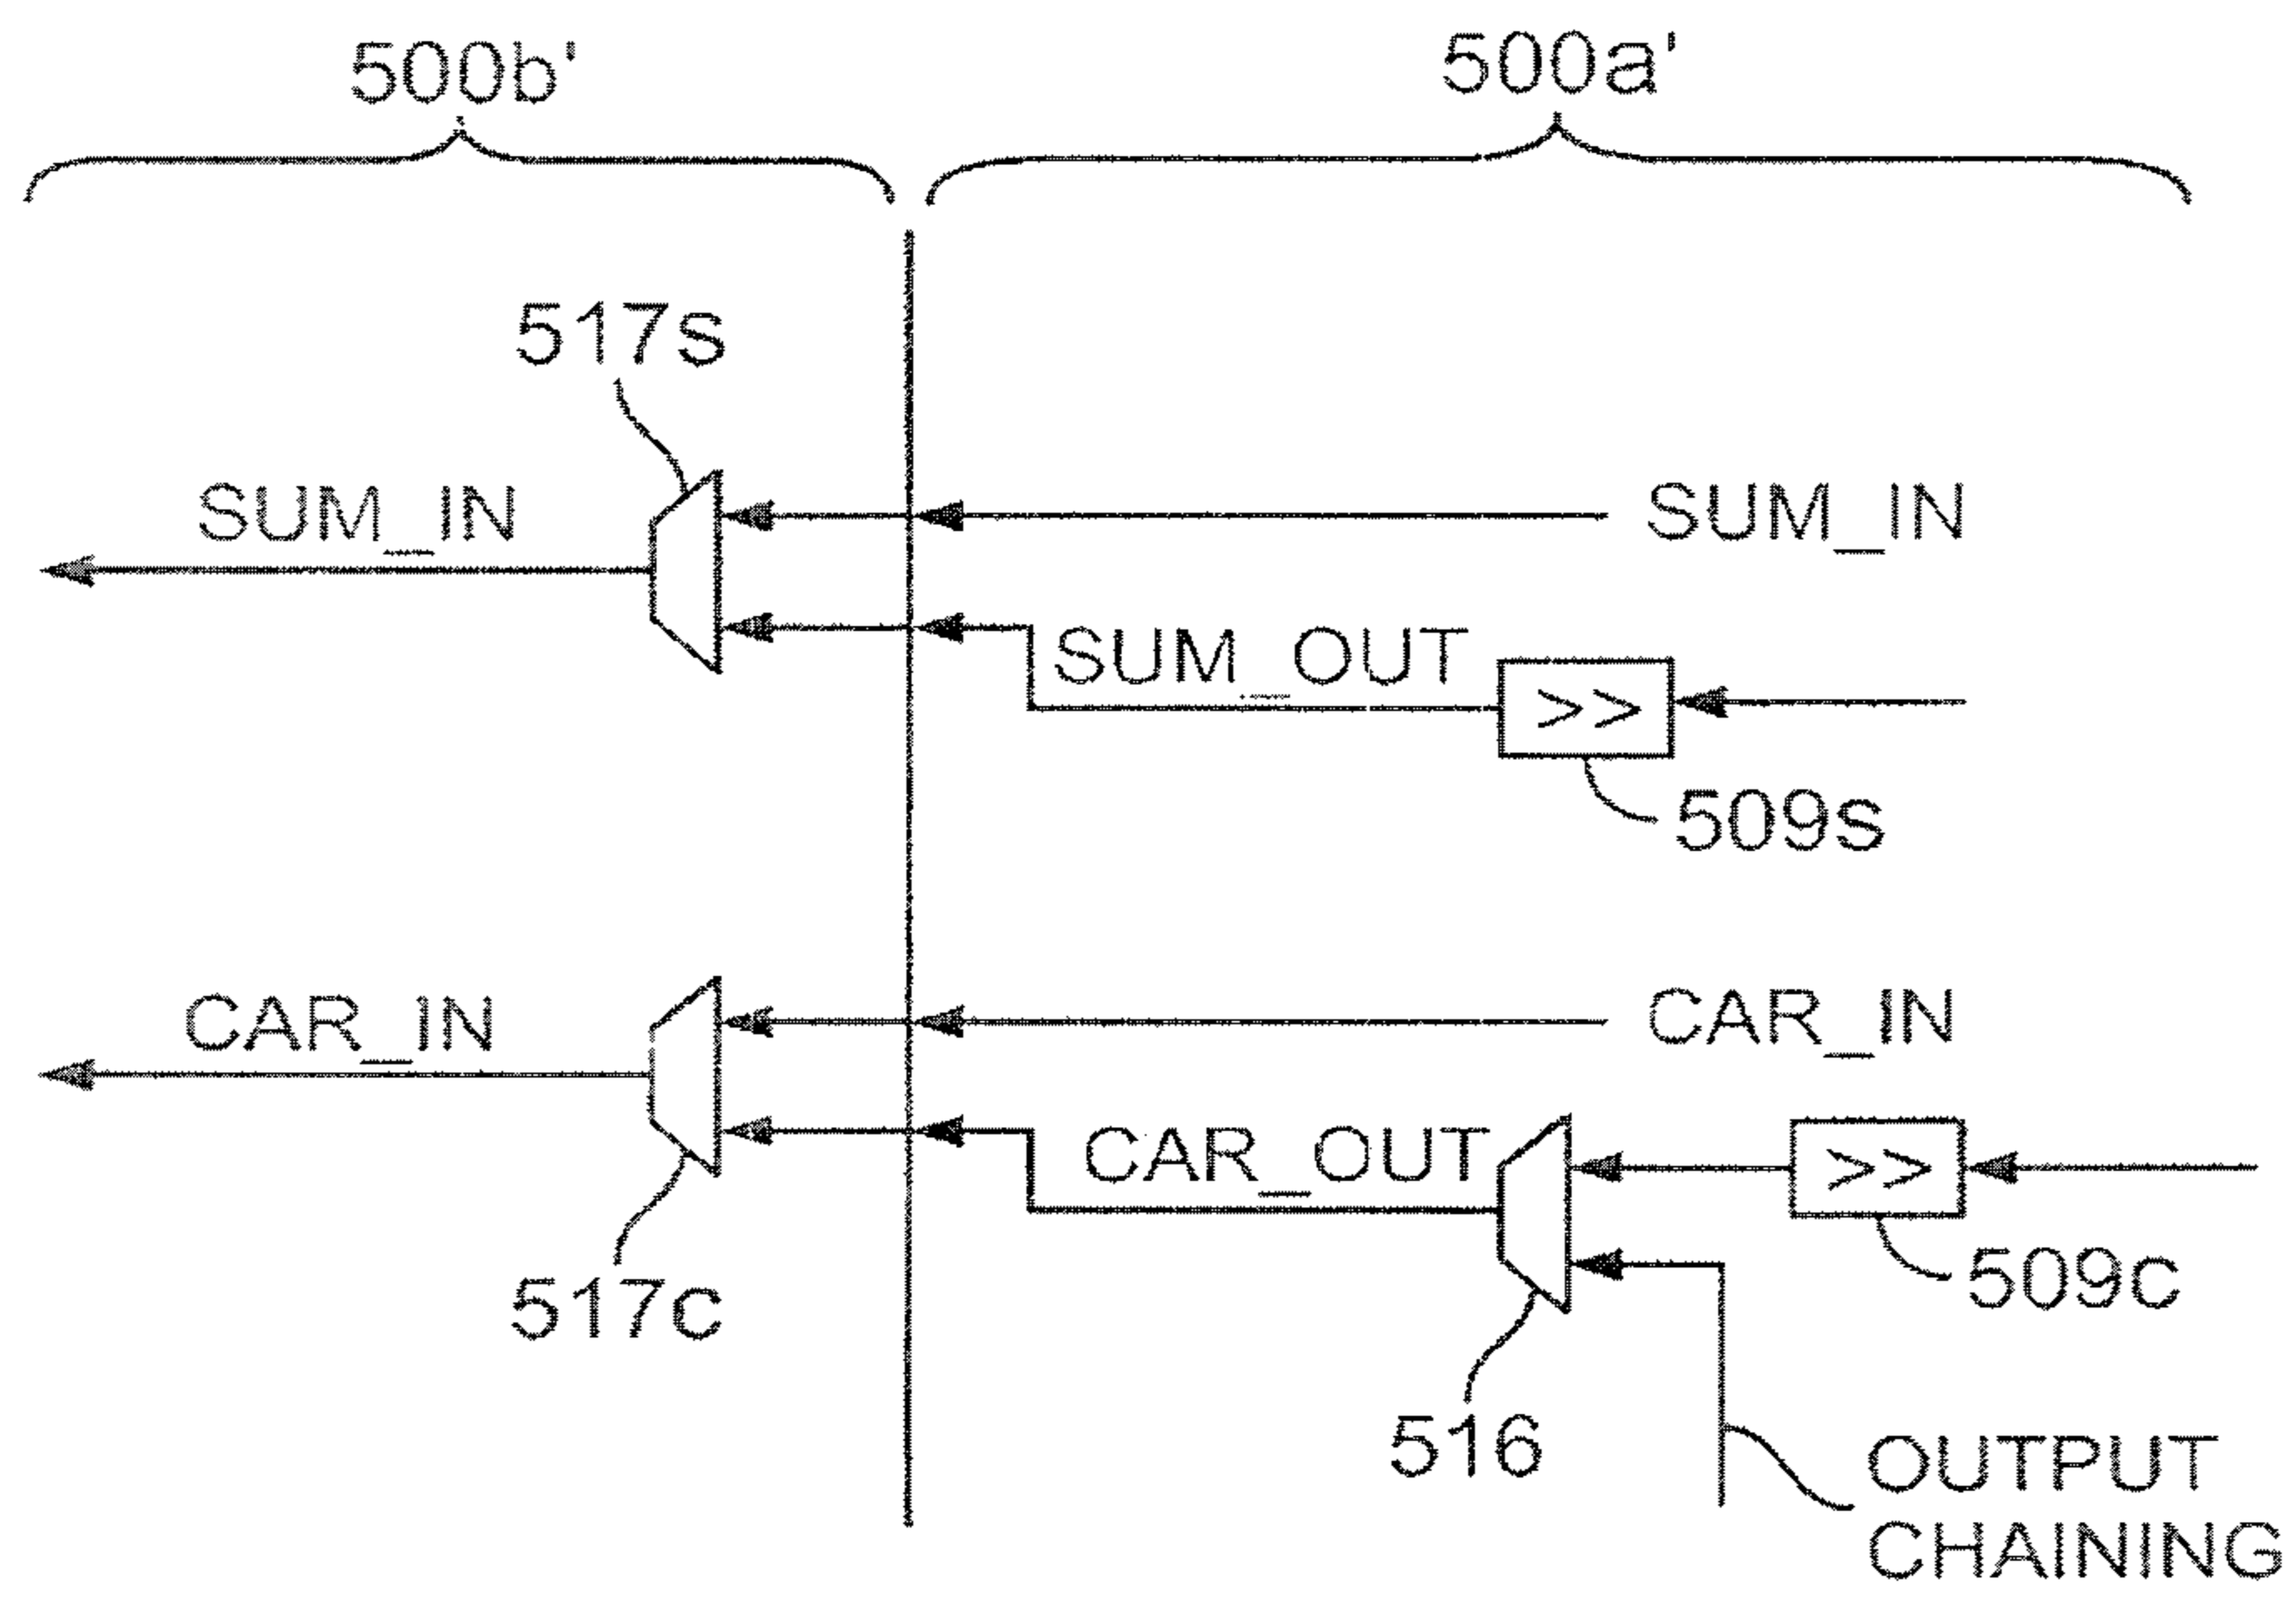 500b'
500a'
517s
SUM_IN
SUM_IN
SUM_OUT
>>
509s
CAR_IN
CAR_IN
CAR_OUT
>>
509c
517c
516
OUTPUT
CHAINING